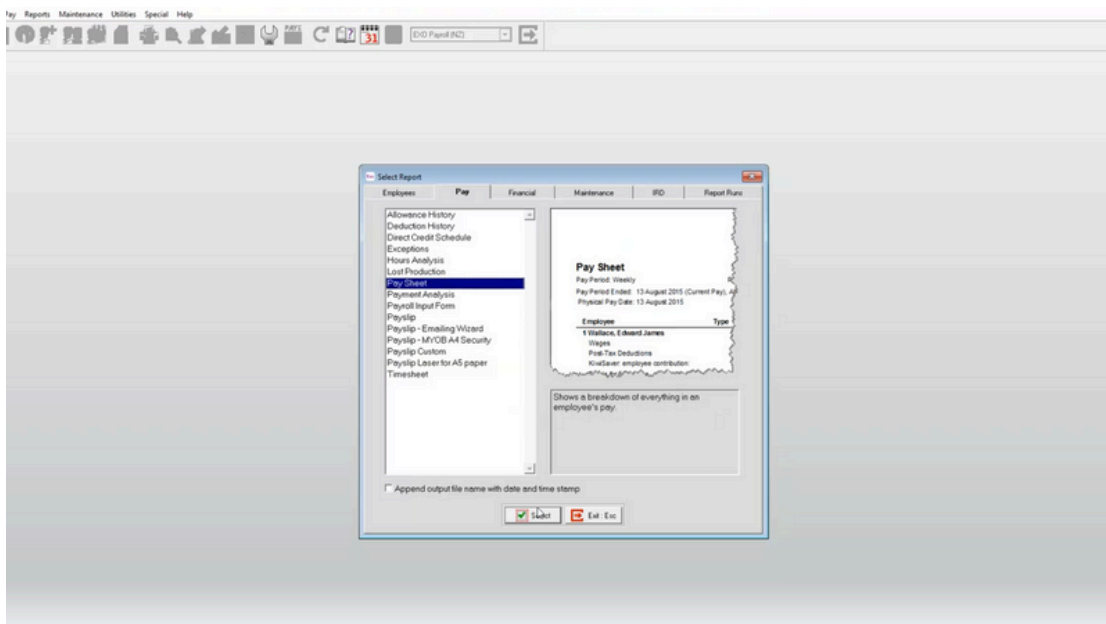 Pay Reports Maintenance Utilities Special Help
PAYE
31
EXO Payroll (NZ)
Select Report
Employees Pay Financial Maintenance IRD Report Runs
Allowance History
Deduction History
Direct Credit Schedule
Exceptions
Hours Analysis
Lost Production
Pay Sheet
Payment Analysis
Payroll Input Form
Payslip
Payslip - Emailing Wizard
Payslip - MYOB A4 Security
Payslip Custom
Payslip Laser for A5 paper
Timesheet
Pay Sheet
Pay Period: Weekly
Pay Period Ended: 13 August 2015 (Current Pay),
Physical Pay Date: 13 August 2015
Employee Type
1 Wallace, Edward James
Wages
Post-Tax Deductions
KiwiSaver employee contribution:
Shows a breakdown of everything in an
employee's pay.
Append output file name with date and time stamp
Select Exit : Esc